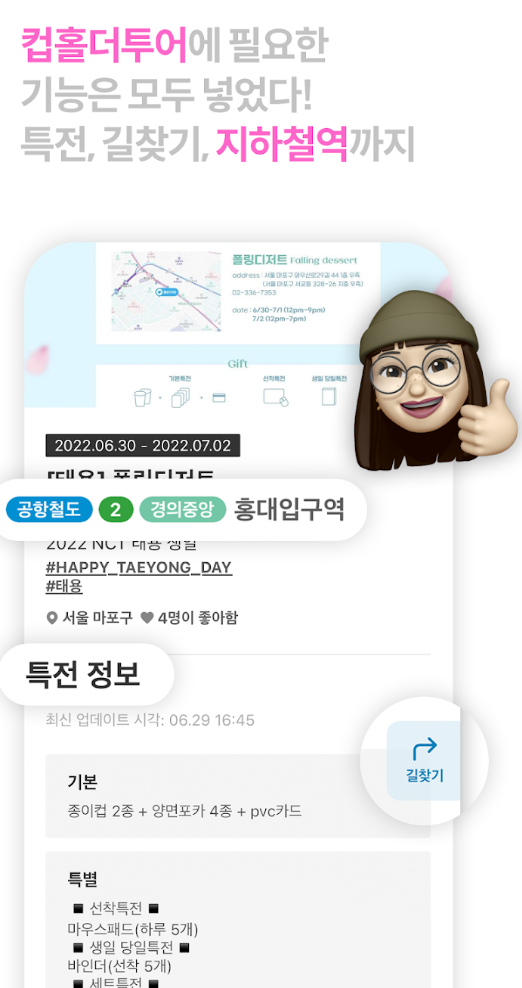 컵홀더투어에 필요한
기능은 모두 넣었다!
특전, 길찾기, 지하철역까지
폴링디저트 Falling dessert
address : 서울 마포구 와우산로29길 44 1층 우측
(서울 마포구 서교동 328-26 지층 우측)
02-336-7353
date : 6/30-7/1 (12pm-9pm)
7/2 (12pm-7pm)
Gift
기본특전 선착특전 생일 당일특전
2022.06.30 - 2022.07.02
[태용] 폴링디저트
공항철도 2 경의중앙 홍대입구역
2022 NCT 태용 생일
#HAPPY_TAEYONG_DAY
#태용
서울 마포구 4명이 좋아함
특전 정보
최신 업데이트 시각: 06.29 16:45
길찾기
기본
종이컵 2종 + 양면포카 4종 + pvc카드
특별
■ 선착특전 ■
마우스패드(하루 5개)
■ 생일 당일특전 ■
바인더(선착 5개)
■ 세트특전 ■